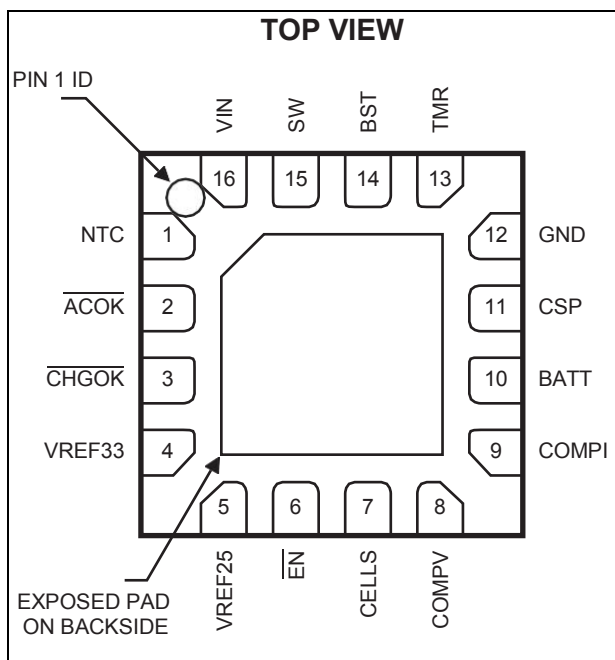 TOP VIEW
PIN 1 ID
VIN
SW
BST
TMR
16
15
14
13
NTC
1
12
GND
ACOK
2
11
CSP
CHGOK
3
10
BATT
VREF33
4
9
COMPI
5
6
7
8
VREF25
EN
CELLS
COMPV
EXPOSED PAD
ON BACKSIDE